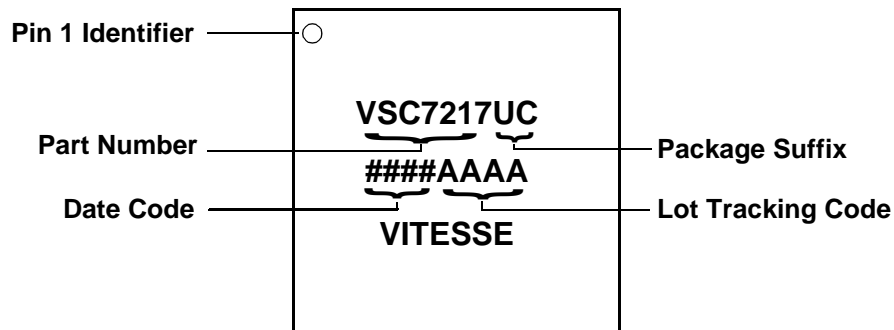 Pin 1 Identifier
VSC7217UC
Part Number
Package Suffix
####AAAA
Date Code
Lot Tracking Code
VITESSE